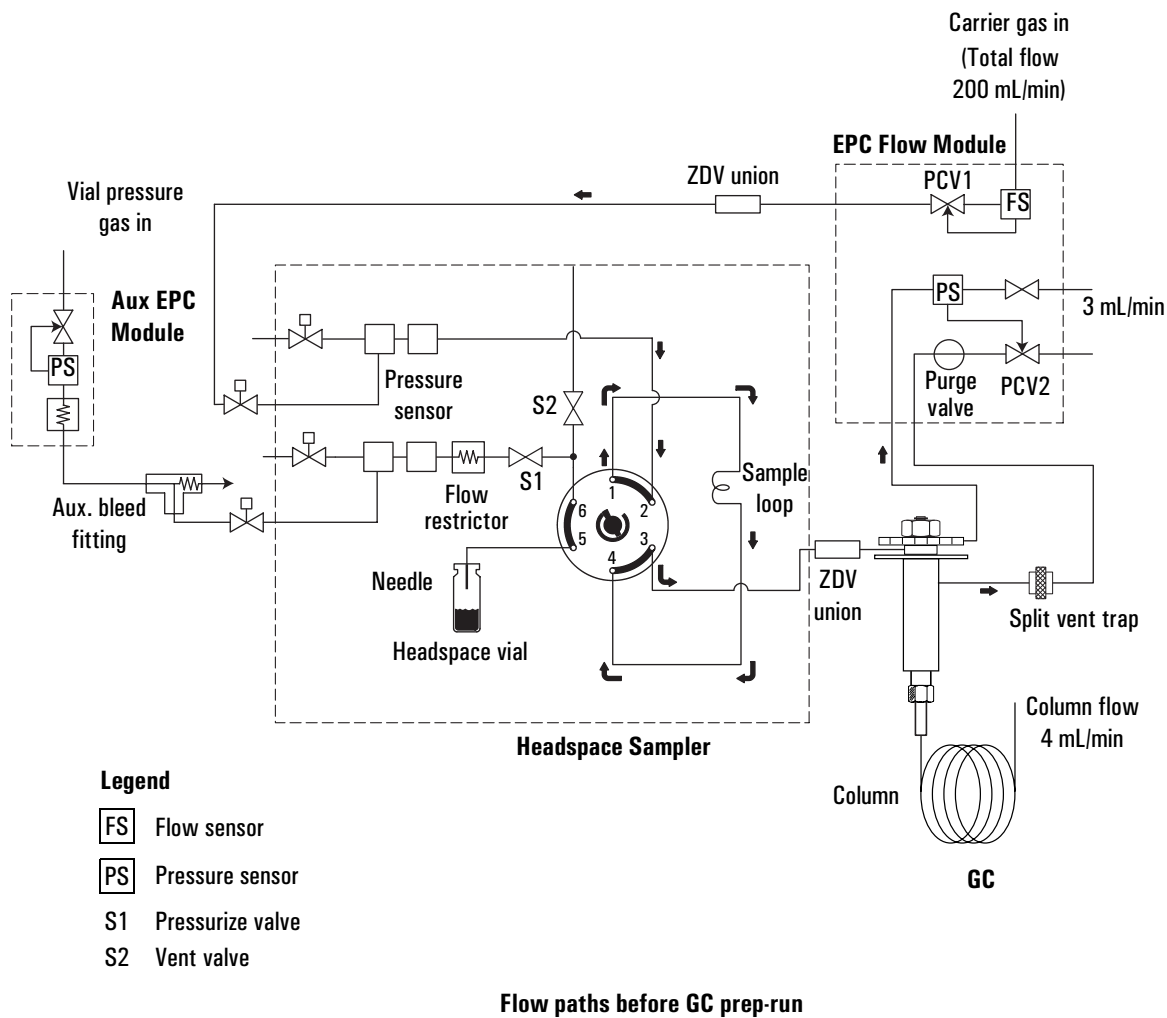 Carrier gas in
(Total flow
200 mL/min)
EPC Flow Module
ZDV union
PCV1
FS
Vial pressure
gas in
Aux EPC
Module
PS
PS
3 mL/min
Purge
valve
PCV2
Pressure
sensor
S2
S1
Flow
restrictor
Aux. bleed
fitting
1
2
3
4
5
6
Sample
loop
Needle
Headspace vial
ZDV
union
Split vent trap
Headspace Sampler
Column flow
4 mL/min
Column
GC
Legend
FS Flow sensor
PS Pressure sensor
S1 Pressurize valve
S2 Vent valve
Flow paths before GC prep-run